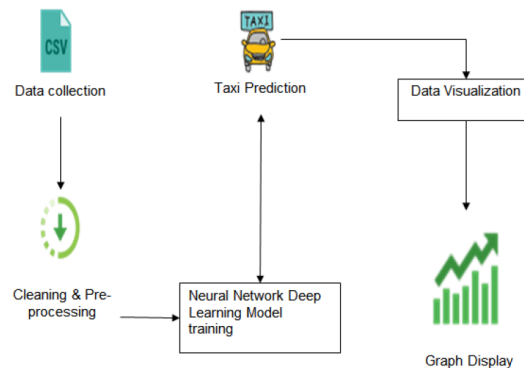 CSV
Data collection
TAXI
Taxi Prediction
Data Visualization
Cleaning & Pre-
processing
Neural Network Deep
Learning Model
training
Graph Display